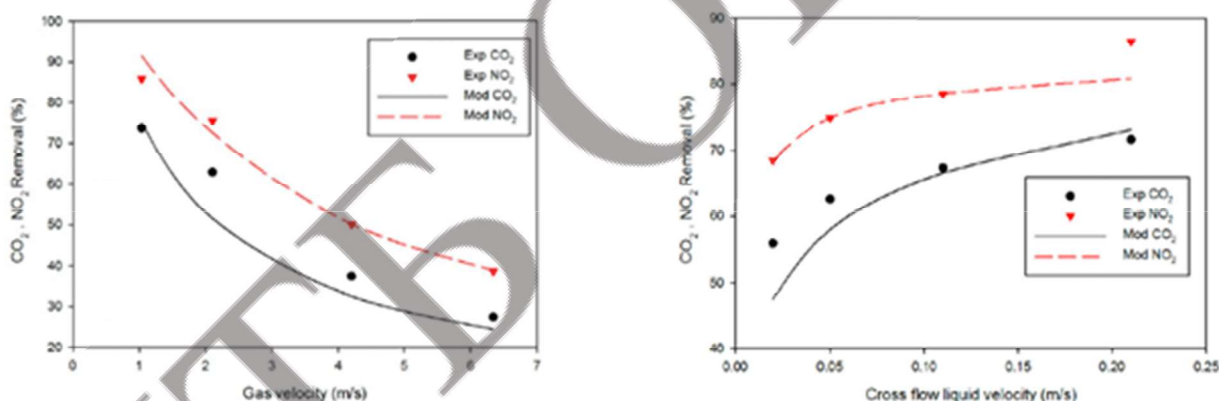 100
90
80
70
60
50
40
30
20
0
1
2
3
4
5
6
7
CO2 , NO2 Removal (%)
Gas velocity (m/s)
Exp CO2
Exp NO2
Mod CO2
Mod NO2
90
80
70
60
50
40
0.00
0.05
0.10
0.15
0.20
0.25
CO2 , NO2 Removal (%)
Cross flow liquid velocity (m/s)
Exp CO2
Exp NO2
Mod CO2
Mod NO2